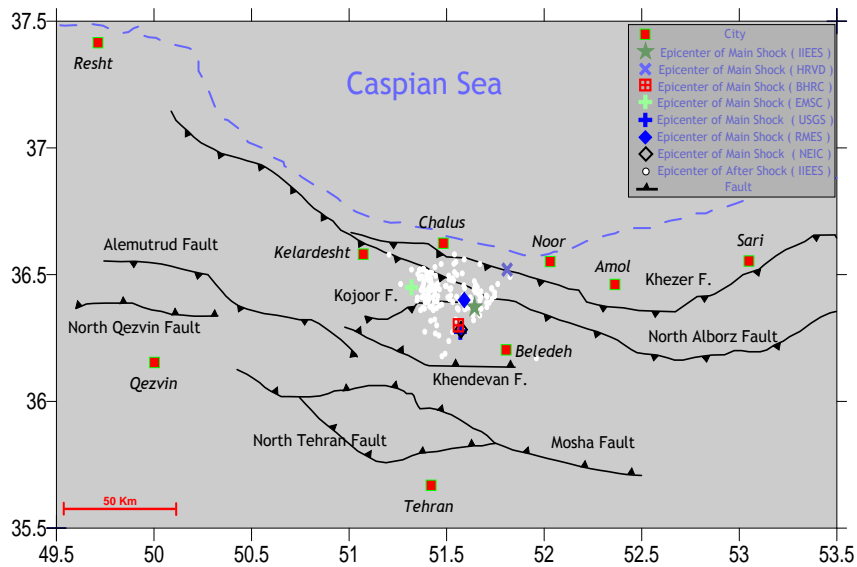 37.5
37
36.5
36
35.5
49.5 50 50.5 51 51.5 52 52.5 53 53.5
Resht
Caspian Sea
City
Epicenter of Main Shock ( IIEES )
Epicenter of Main Shock ( HRVD )
Epicenter of Main Shock ( BHRC )
Epicenter of Main Shock ( EMSC )
Epicenter of Main Shock ( USGS )
Epicenter of Main Shock ( RMES )
Epicenter of Main Shock ( NEIC )
Epicenter of After Shock ( IIEES )
Fault
Chalus
Alemutrud Fault
Kelardesht
Noor
Sari
Amol
Khezer F.
Kojoor F.
North Qezvin Fault
North Alborz Fault
Beledeh
Qezvin
Khendevan F.
North Tehran Fault
Mosha Fault
50 Km
Tehran